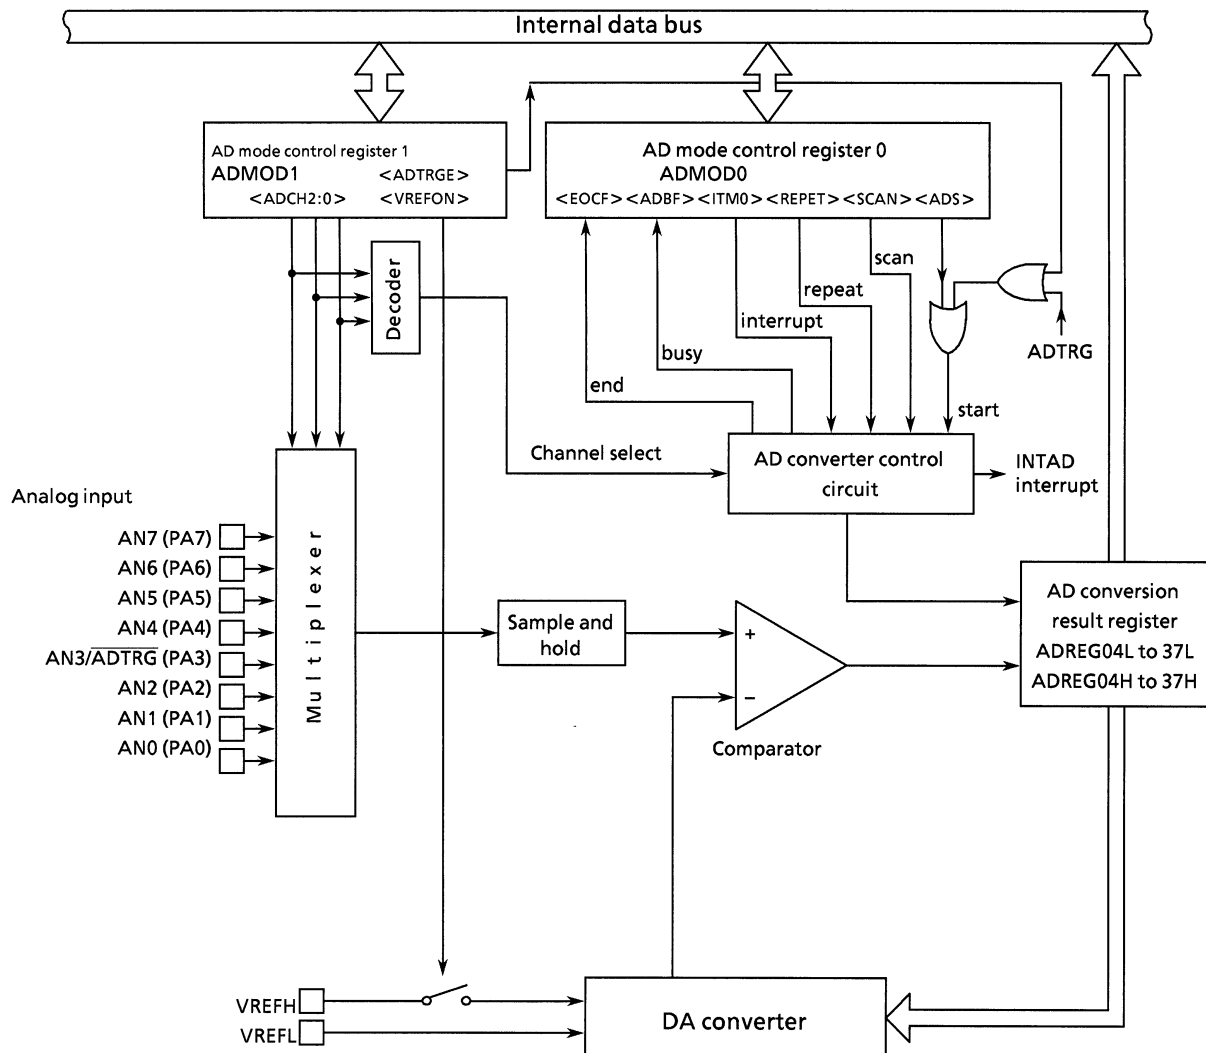 Internal data bus
AD mode control register 1
ADMOD1
<ADTRGE>
<ADCH2:0>
<VREFON>
AD mode control register 0
ADMOD0
<EOCF> <ADBF> <ITM0> <REPET> <SCAN> <ADS>
Decoder
scan
repeat
interrupt
busy
end
ADTRG
start
Channel select
AD converter control
circuit
INTAD
interrupt
Analog input
AN7 (PA7)
AN6 (PA6)
AN5 (PA5)
AN4 (PA4)
AN3/ADTRG (PA3)
AN2 (PA2)
AN1 (PA1)
AN0 (PA0)
Multiplexer
Sample and
hold
+
−
Comparator
AD conversion
result register
ADREG04L to 37L
ADREG04H to 37H
VREFH
VREFL
DA converter